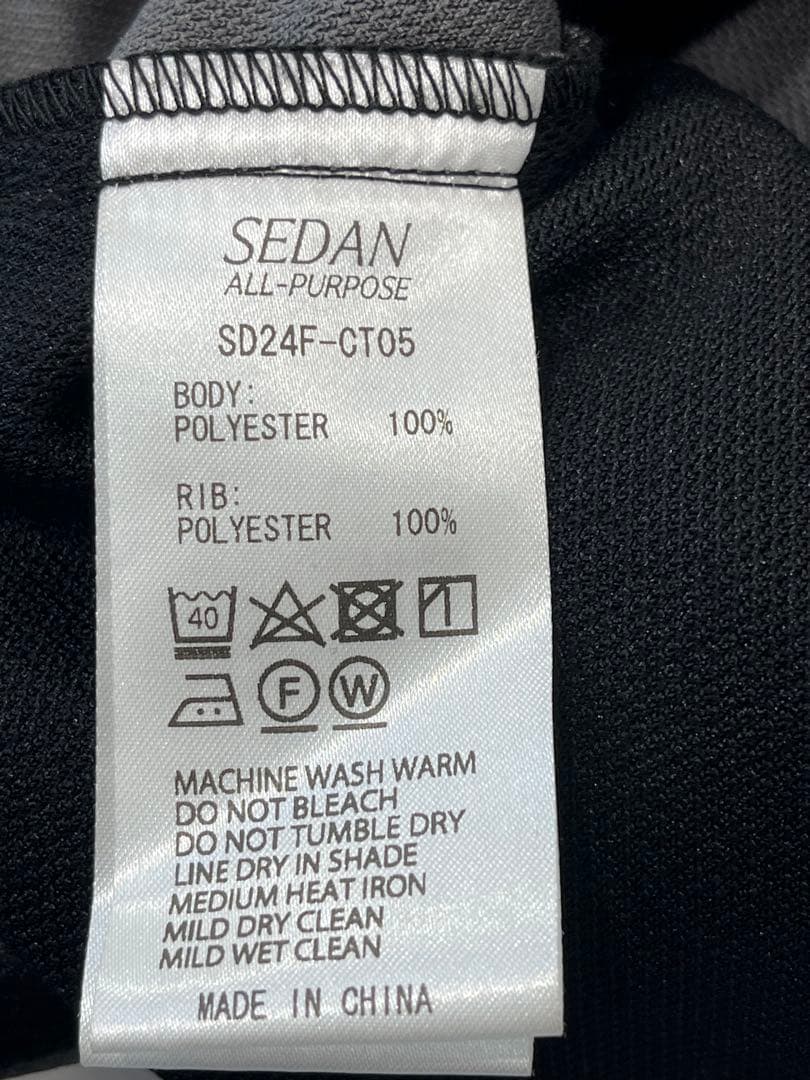 SEDAN
ALL-PURPOSE
SD24F-CT05
BODY:
POLYESTER 100%
RIB:
POLYESTER 100%
40
F W
MACHINE WASH WARM
DO NOT BLEACH
DO NOT TUMBLE DRY
LINE DRY IN SHADE
MEDIUM HEAT IRON
MILD DRY CLEAN
MILD WET CLEAN
MADE IN CHINA